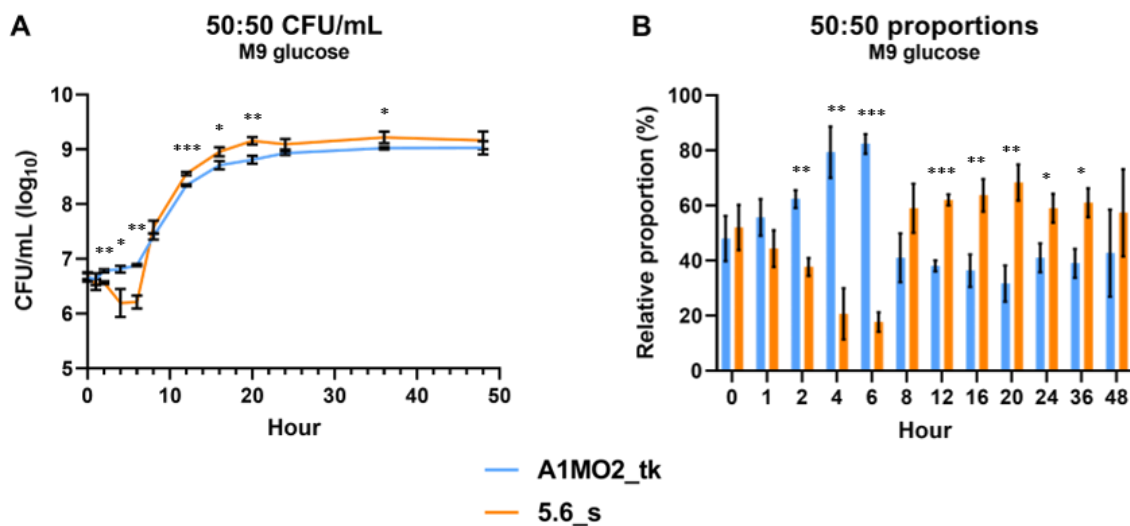 A
50:50 CFU/mL
M9 glucose
CFU/mL (log10)
10
9
8
7
6
5
** * ** *** * ** *
0 10 20 30 40 50
Hour
B
50:50 proportions
M9 glucose
Relative proportion (%)
100
80
60
40
20
0
** ** *** *** ** ** * *
0 1 2 4 6 8 12 16 20 24 36 48
Hour
A1MO2_tk
5.6_s